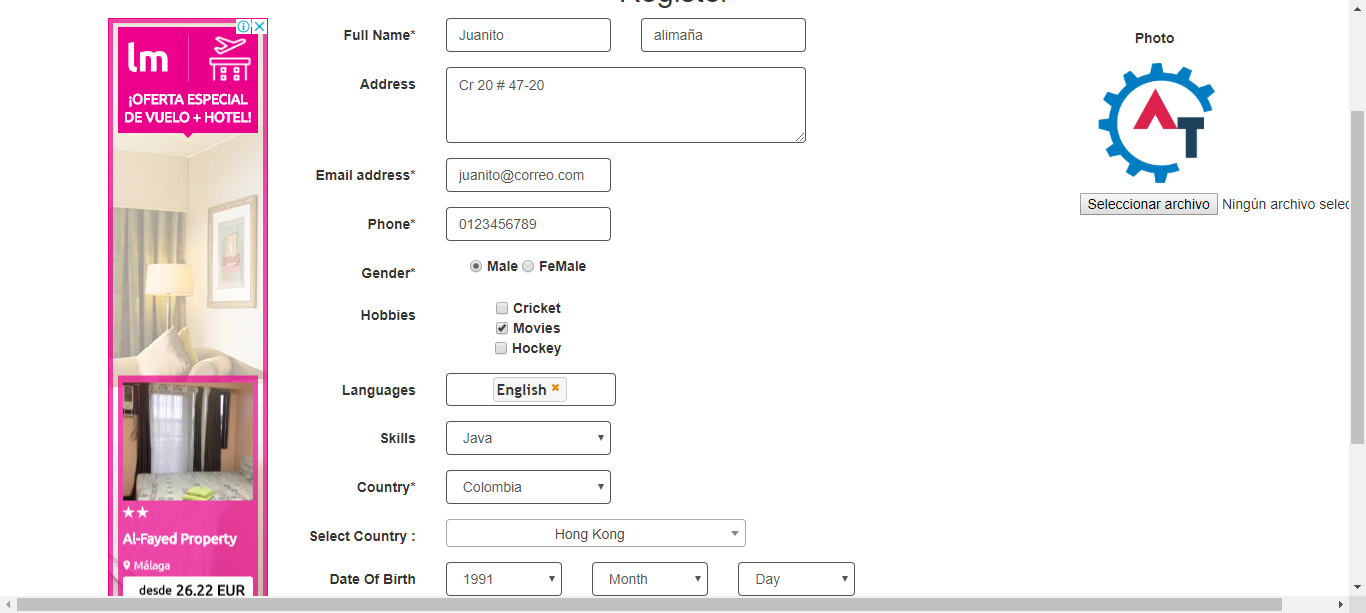 Register
lm
¡OFERTA ESPECIAL
DE VUELO + HOTEL!
Al-Fayed Property
Málaga
desde 26.22 EUR
Full Name* Juanito alimaña
Address Cr 20 # 47-20
Email address* juanito@correo.com
Phone* 0123456789
Gender* Male FeMale
Hobbies Cricket
Movies
Hockey
Languages English
Skills Java
Country* Colombia
Select Country : Hong Kong
Date Of Birth 1991 Month Day
Photo
AT
Seleccionar archivo Ningún archivo selec